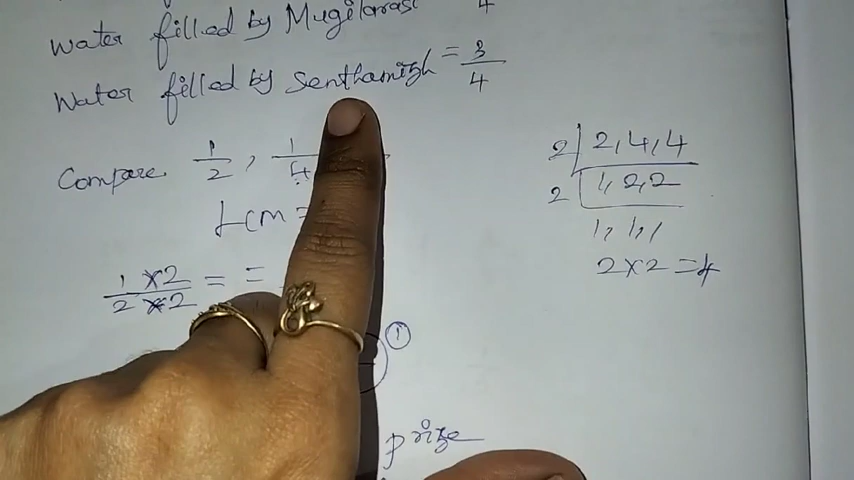 Water filled by Mugilarasi 4
Water filled by Senthamizh = 3/4
Compare 1/2, 1/4
2 | 2, 4, 4
2 | 1, 2, 2
1, 1, 1
2 × 2 = 4
LCM =
1 × 2 / 2 × 2 = =
1
prize